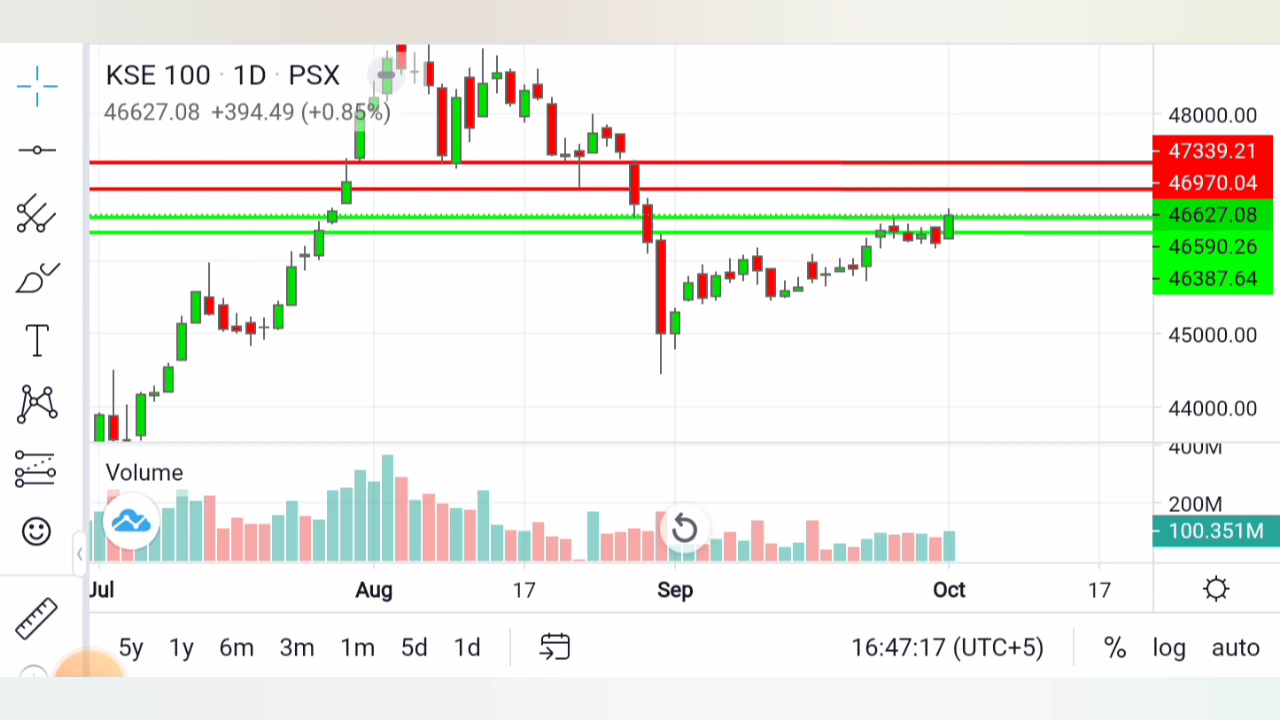 KSE 100 · 1D · PSX
46627.08 +394.49 (+0.85%)
48000.00
47339.21
46970.04
46627.08
46590.26
46387.64
45000.00
44000.00
400M
Volume
200M
100.351M
Jul Aug 17 Sep Oct 17
5y 1y 6m 3m 1m 5d 1d 16:47:17 (UTC+5) % log auto
T